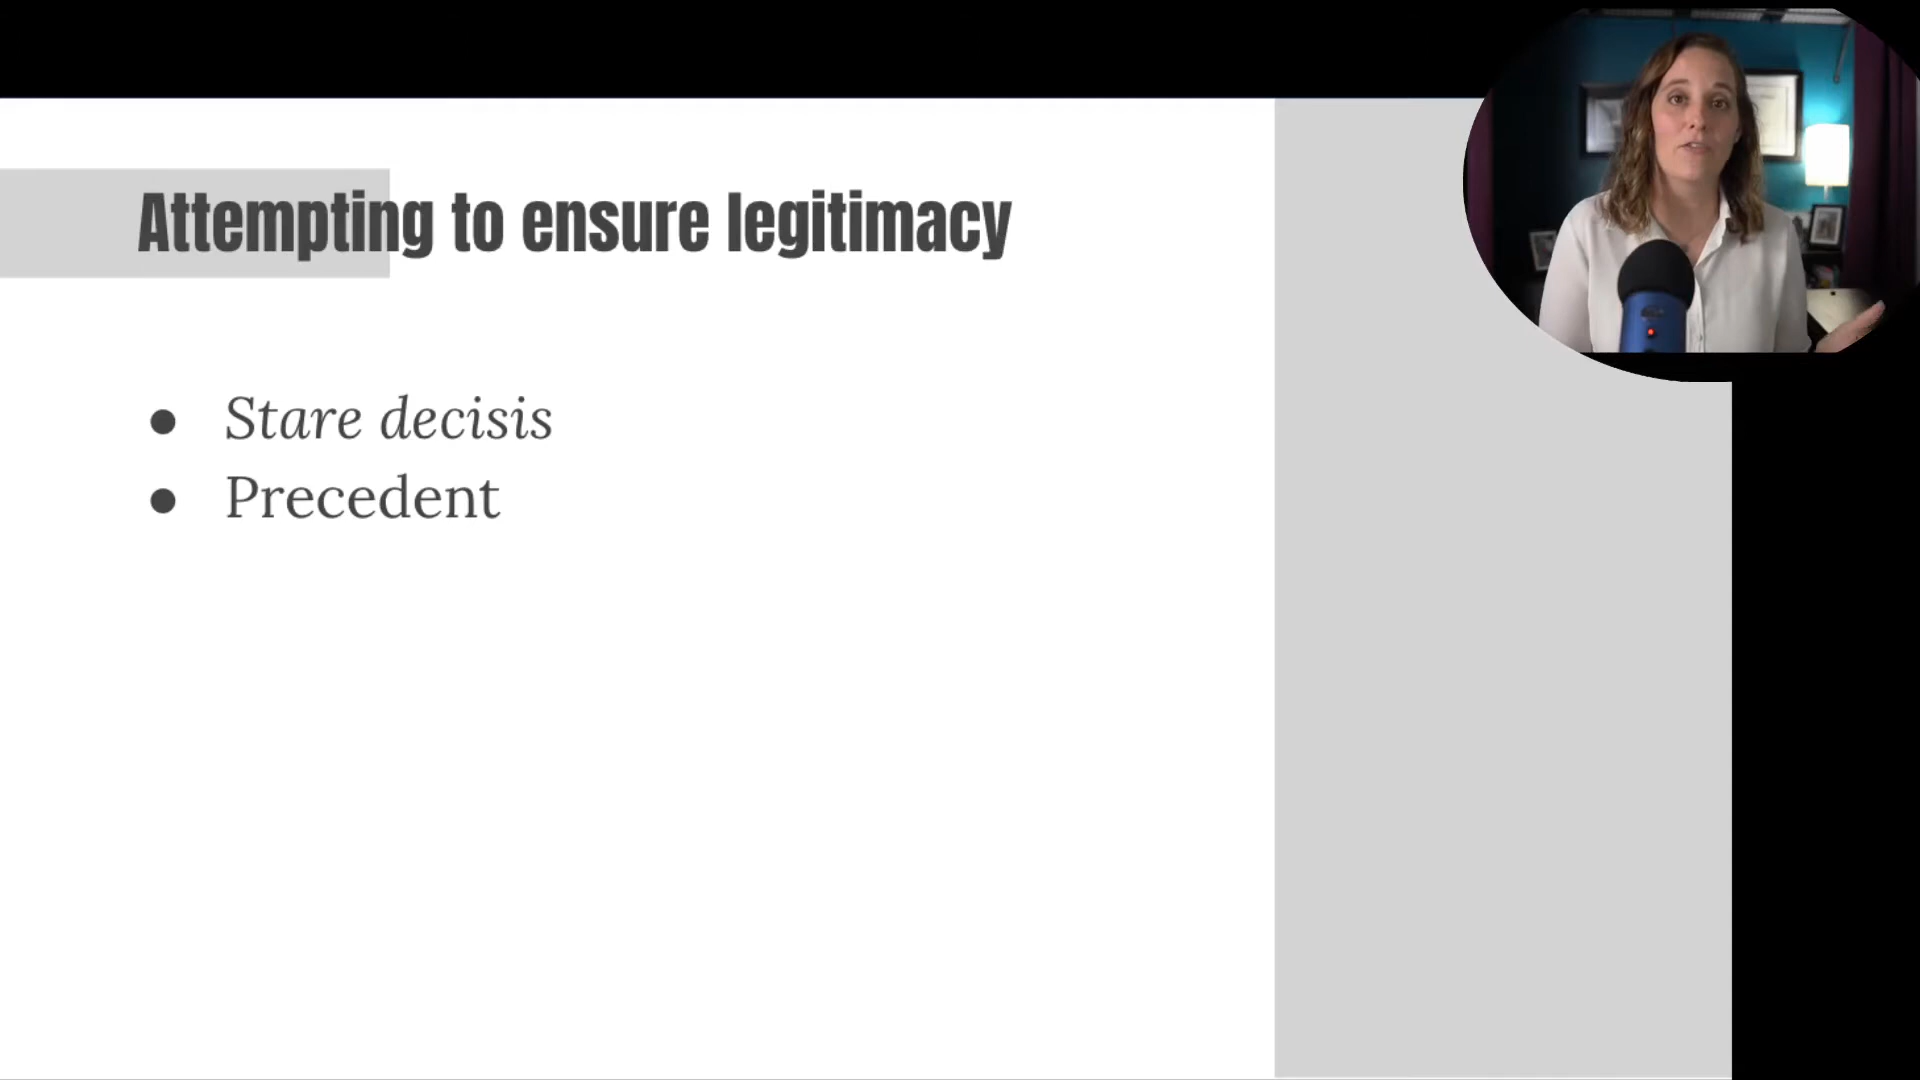 Attempting to ensure legitimacy
● Stare decisis
● Precedent